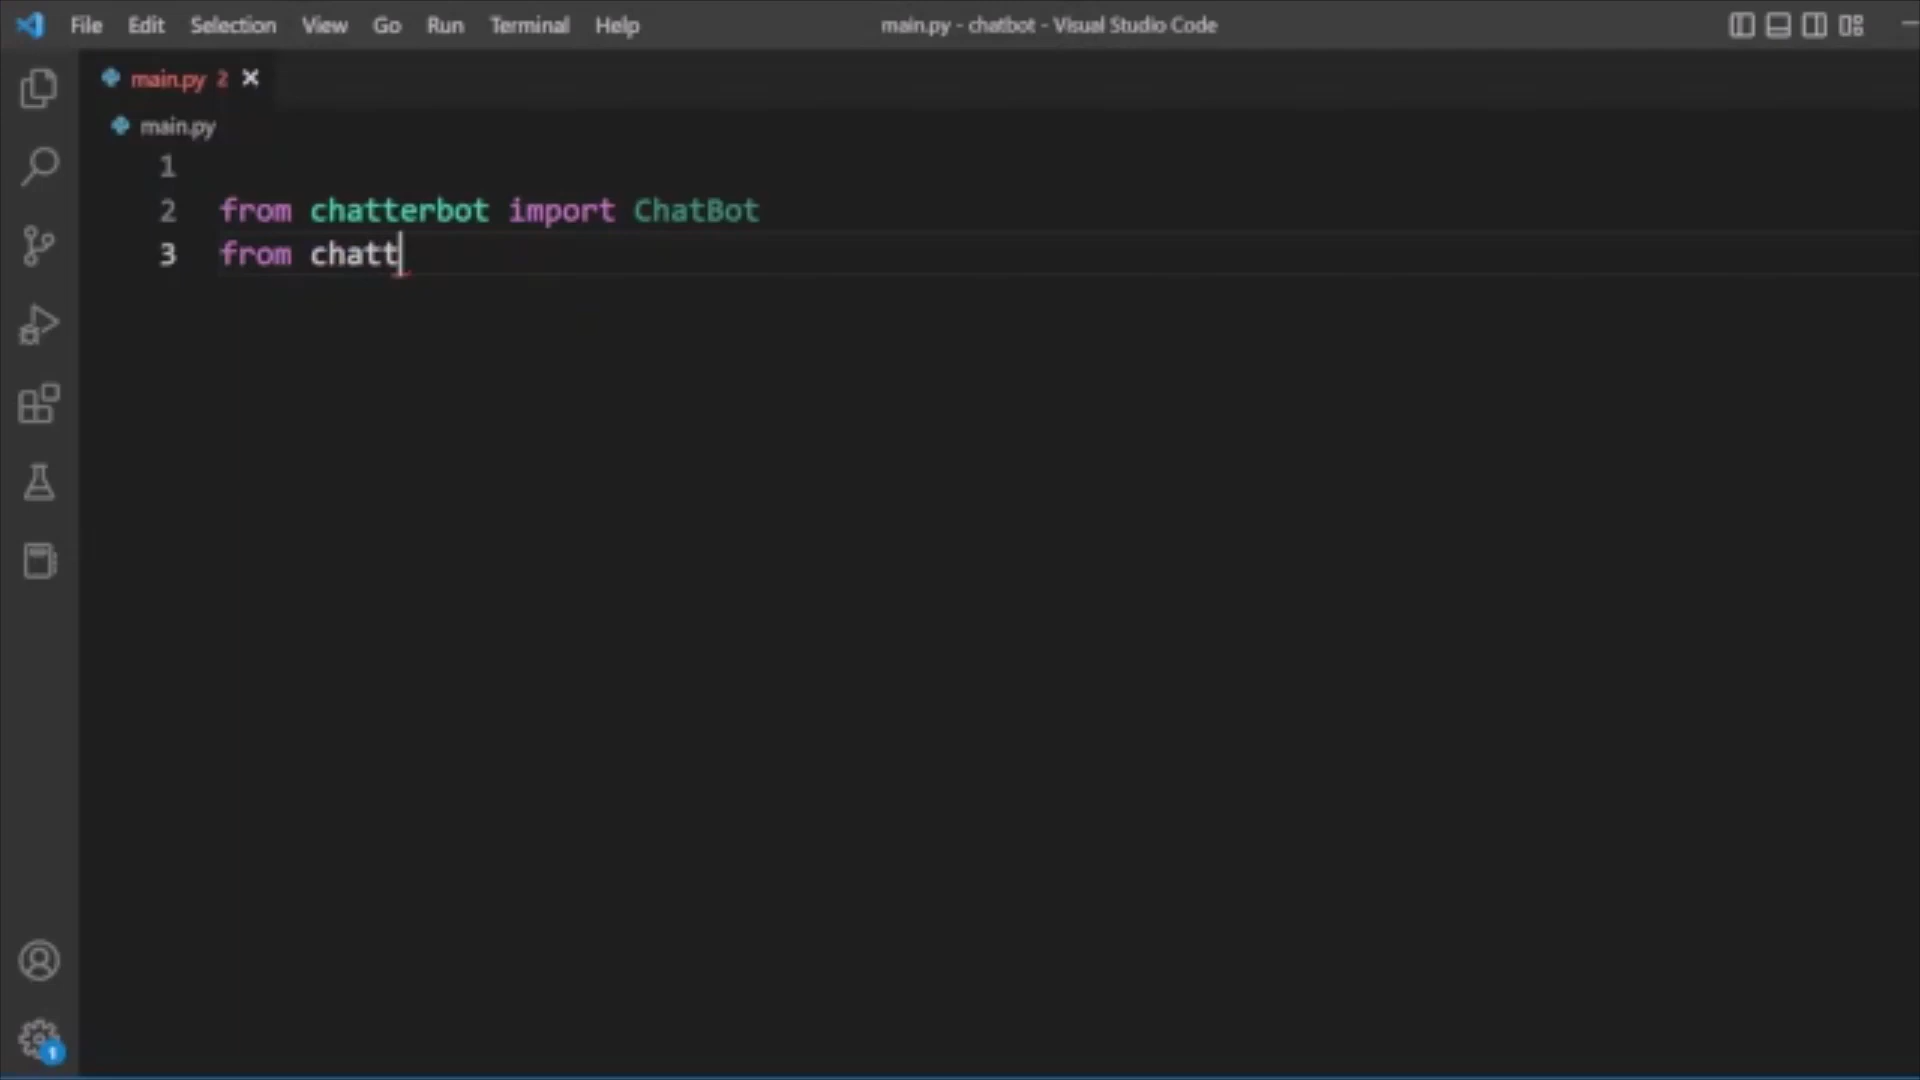 File Edit Selection View Go Run Terminal Help main.py - chatbot - Visual Studio Code
main.py 2
main.py
1
2 from chatterbot import ChatBot
3 from chatt
1